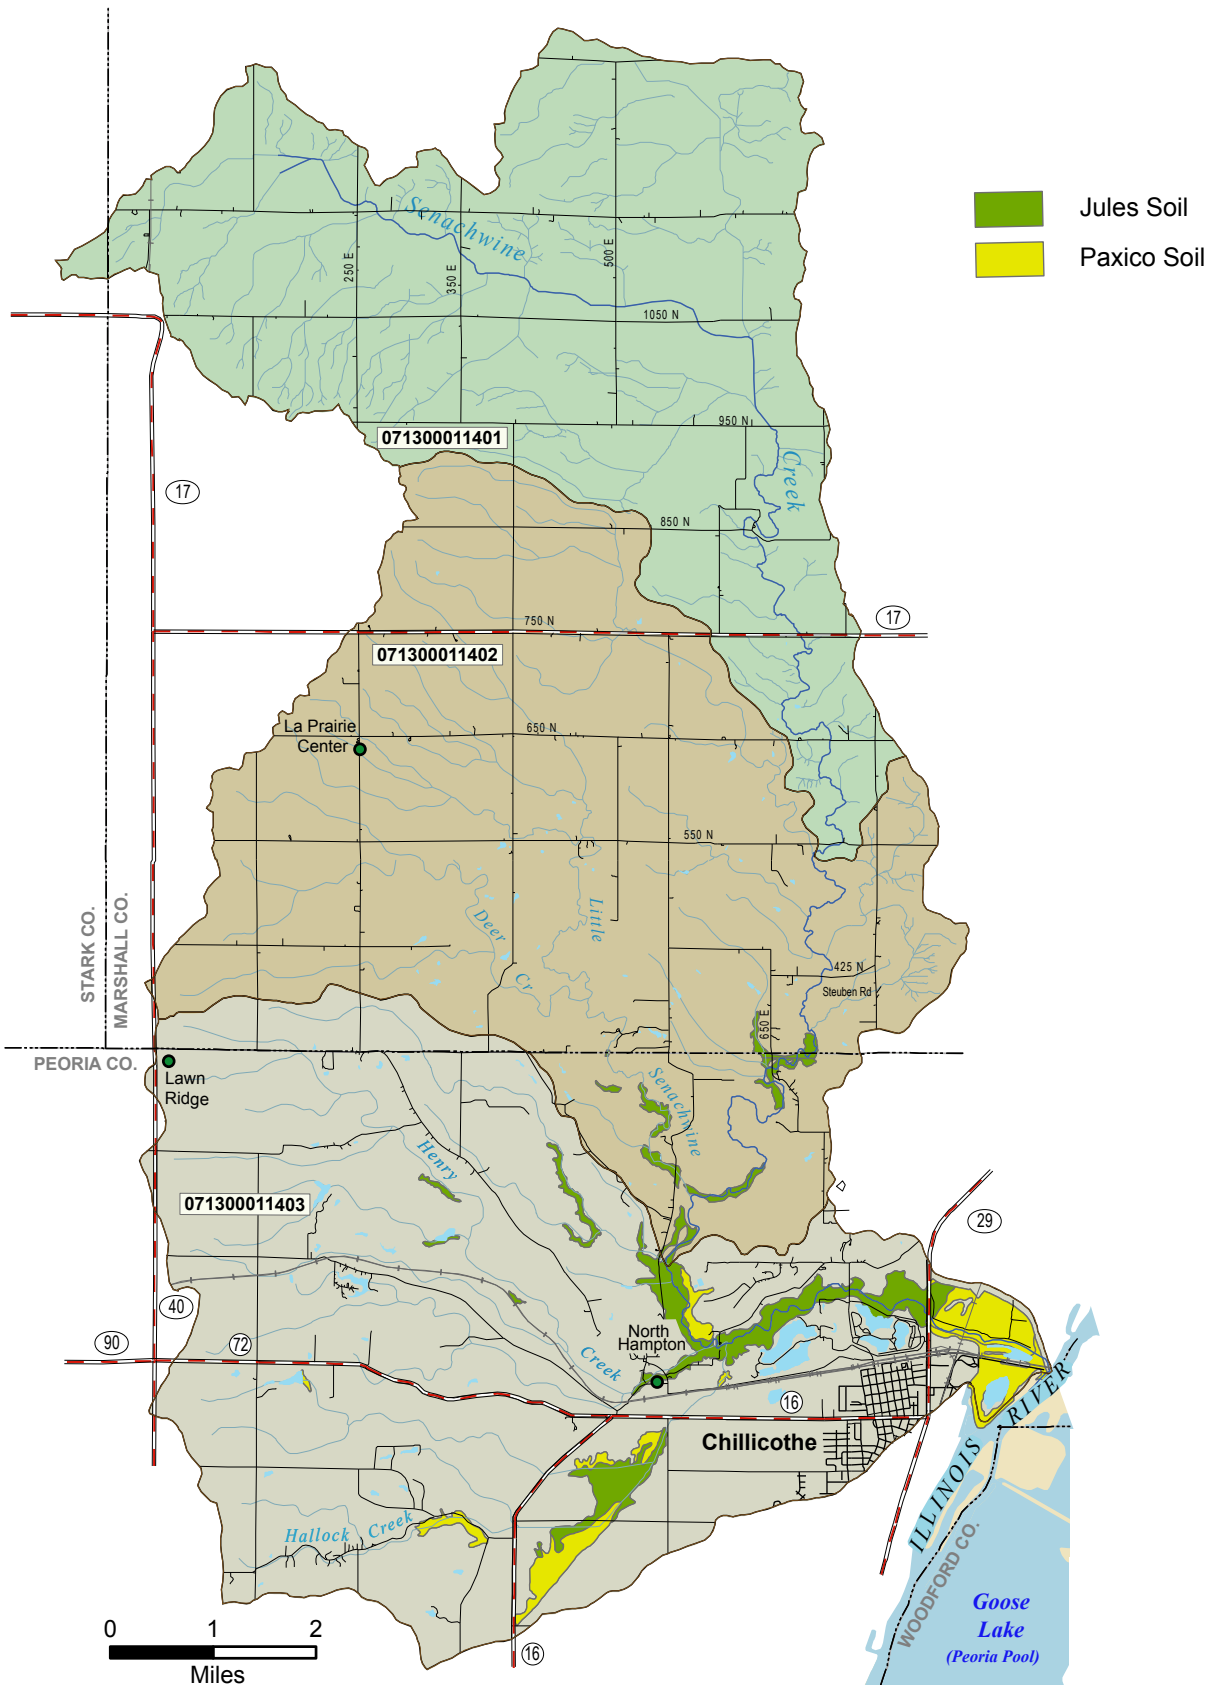 Jules Soil
Paxico Soil
Senachwine
Creek
250 E
350 E
500 E
1050 N
950 N
071300011401
17
850 N
750 N
17
071300011402
La Prairie
Center
650 N
550 N
Deer
Cr
Little
Senachwine
425 N
Steuben Rd
650 E
STARK CO.
MARSHALL CO.
PEORIA CO.
Lawn
Ridge
Henry
Creek
071300011403
29
40
90
72
North
Hampton
16
Chillicothe
Hallock Creek
ILLINOIS RIVER
WOODFORD CO.
Goose
Lake
(Peoria Pool)
0 1 2
Miles
16